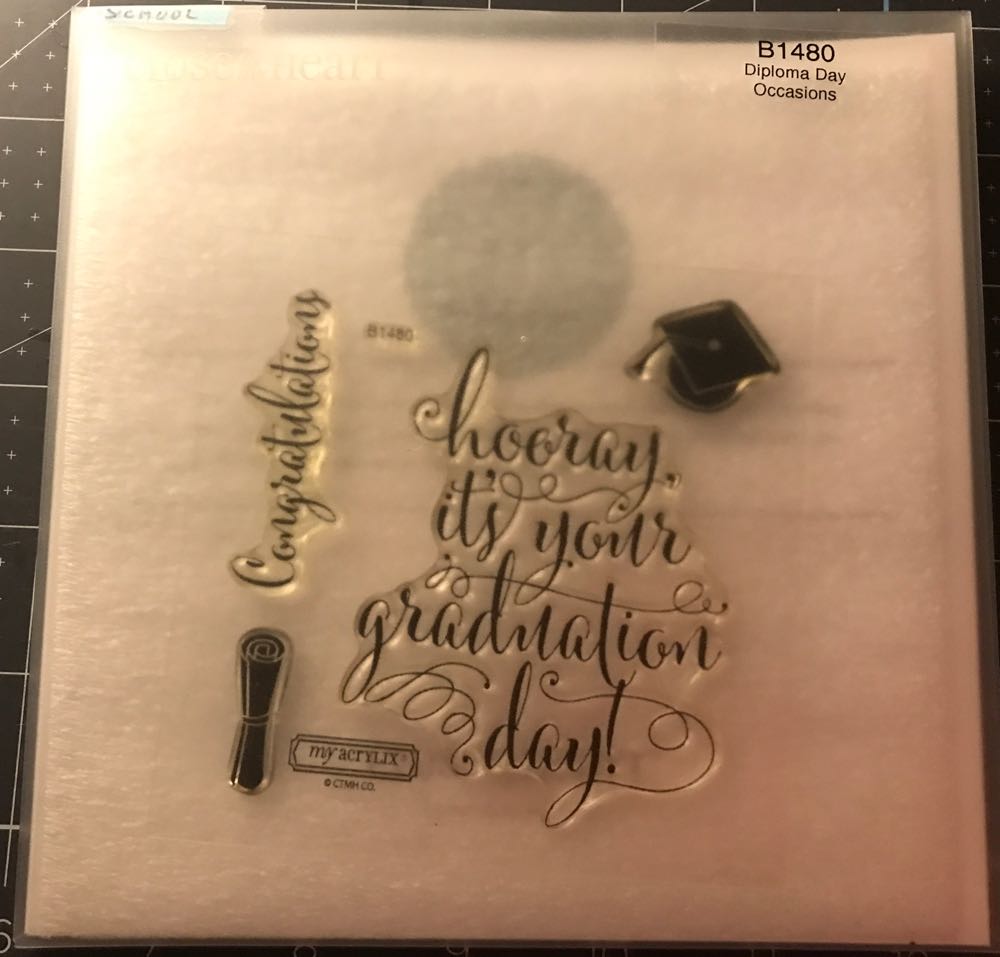 SCHOOL
B1480
Diploma Day
Occasions
B1480
Congratulations
hooray,
it's your
graduation
day!
my acrylix®
© CTMH CO.